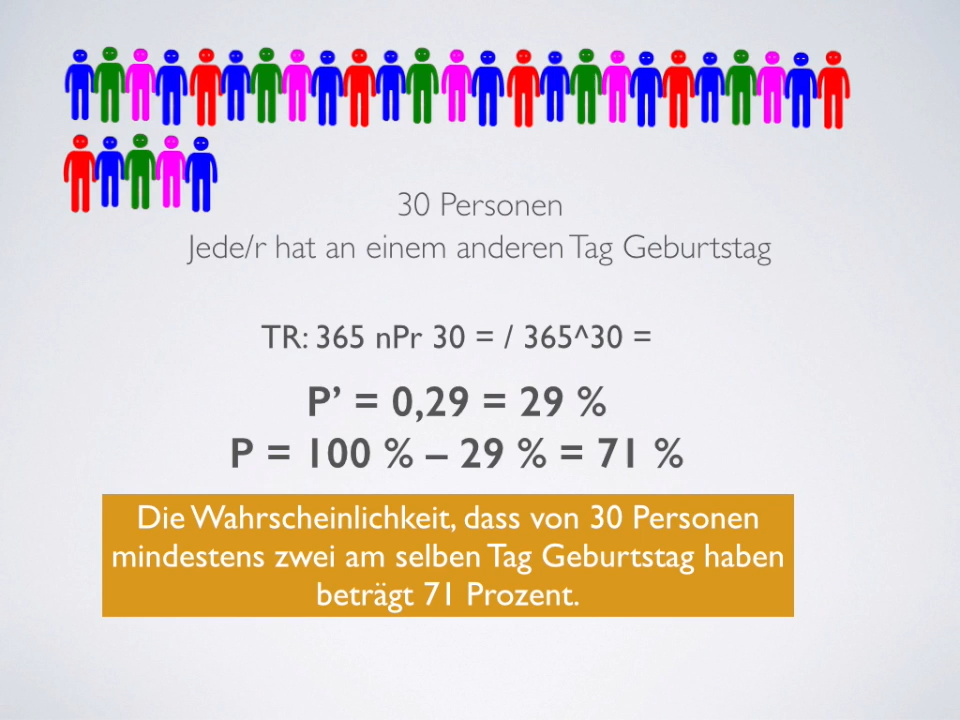 30 Personen
Jede/r hat an einem anderen Tag Geburtstag
TR: 365 nPr 30 = / 365^30 =
P’ = 0,29 = 29 %
P = 100 % – 29 % = 71 %
Die Wahrscheinlichkeit, dass von 30 Personen
mindestens zwei am selben Tag Geburtstag haben
beträgt 71 Prozent.